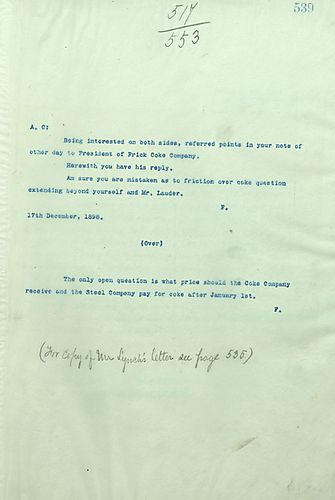 517
553
539
A. C:
Being interested on both sides, referred points in your note of
other day to President of Frick Coke Company.
Herewith you have his reply.
Am sure you are mistaken as to friction over coke question
extending beyond yourself and Mr. Lauder.
F.
17th December, 1898.
(Over)
The only open question is what price should the Coke Company
receive and the Steel Company pay for coke after January 1st.
F.
(For copy of Mr Lynch's letter see page 535)